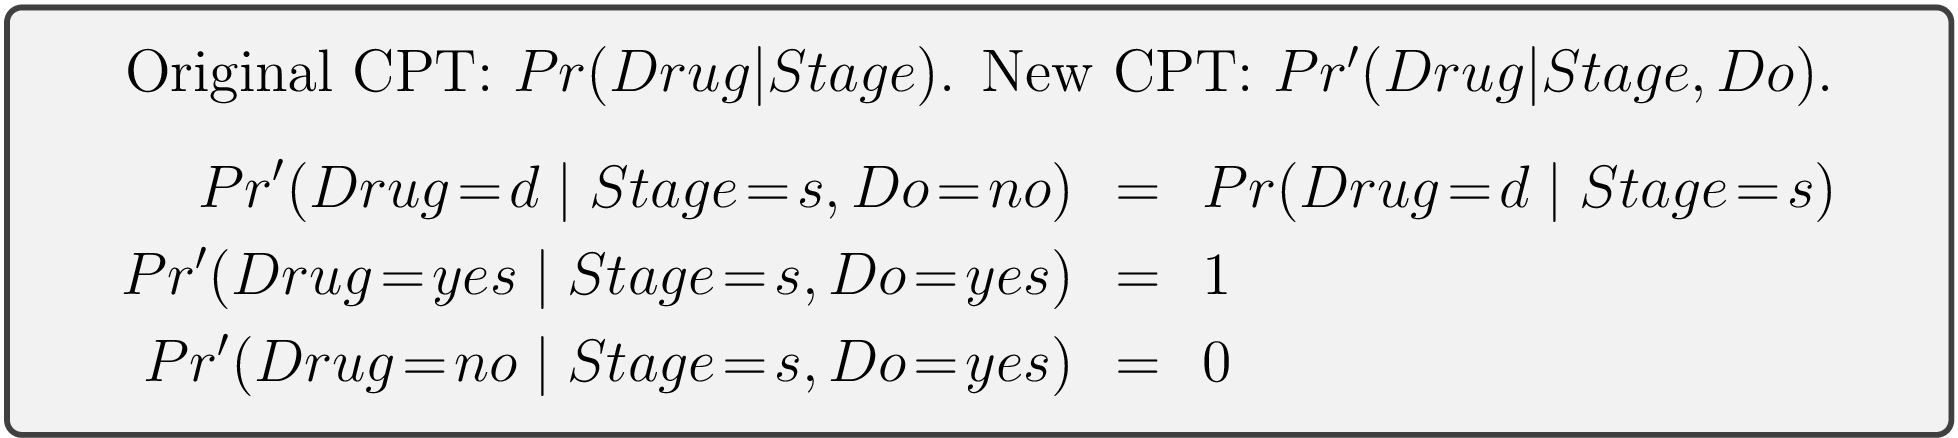 Original CPT: Pr(Drug|Stage). New CPT: Pr′(Drug|Stage, Do).
Pr′(Drug=d | Stage=s, Do=no) = Pr(Drug=d | Stage=s)
Pr′(Drug=yes | Stage=s, Do=yes) = 1
Pr′(Drug=no | Stage=s, Do=yes) = 0